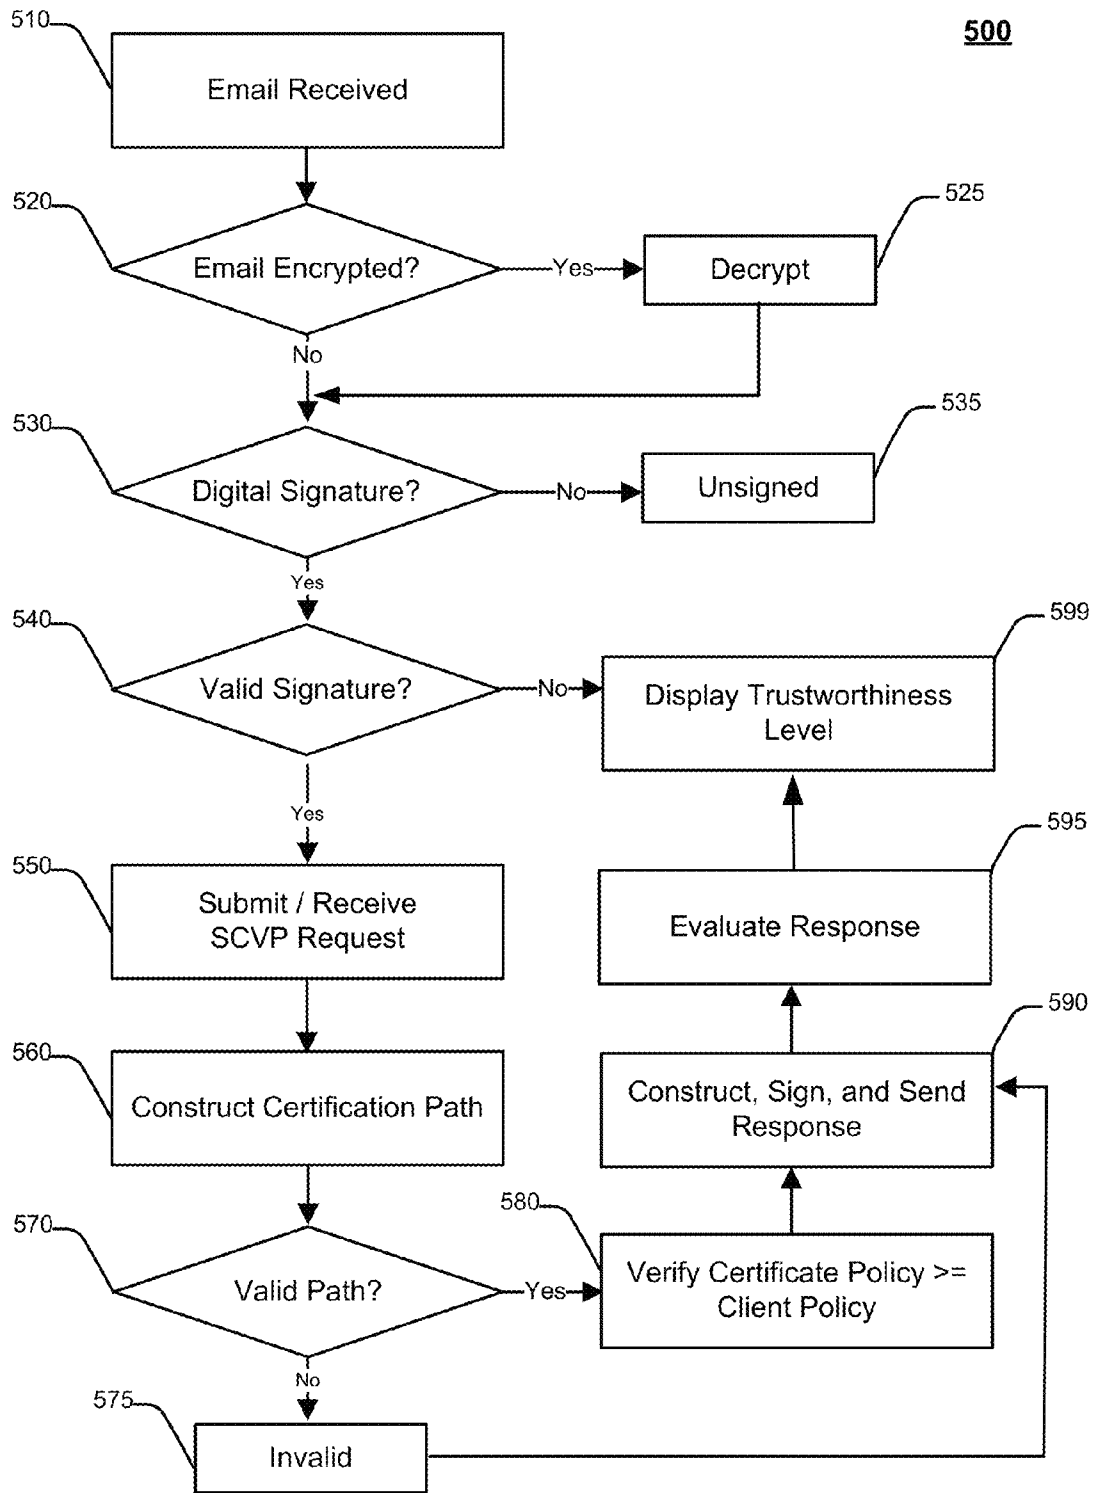 510
500
Email Received
520
525
Email Encrypted?
Yes
Decrypt
No
530
535
Digital Signature?
No
Unsigned
Yes
540
599
Valid Signature?
No
Display Trustworthiness
Level
Yes
595
550
Submit / Receive
SCVP Request
Evaluate Response
590
560
Construct Certification Path
Construct, Sign, and Send
Response
570
580
Valid Path?
Yes
Verify Certificate Policy >=
Client Policy
No
575
Invalid